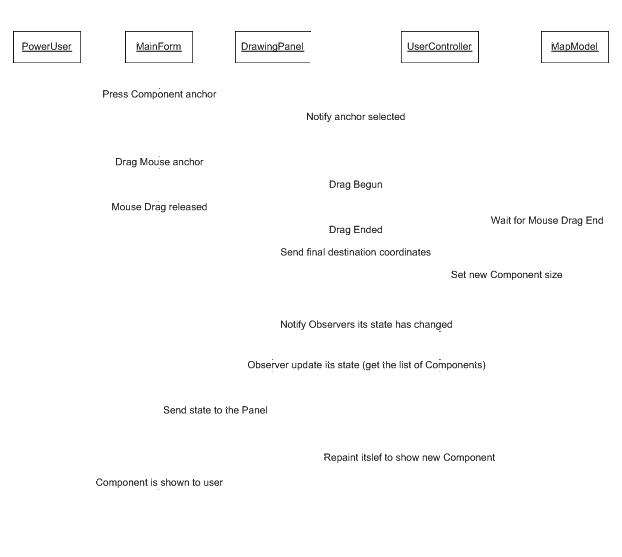 PowerUser MainForm DrawingPanel UserController MapModel
Press Component anchor
Notify anchor selected
Drag Mouse anchor
Drag Begun
Mouse Drag released
Wait for Mouse Drag End
Drag Ended
Send final destination coordinates
Set new Component size
Notify Observers its state has changed
Observer update its state (get the list of Components)
Send state to the Panel
Repaint itslef to show new Component
Component is shown to user